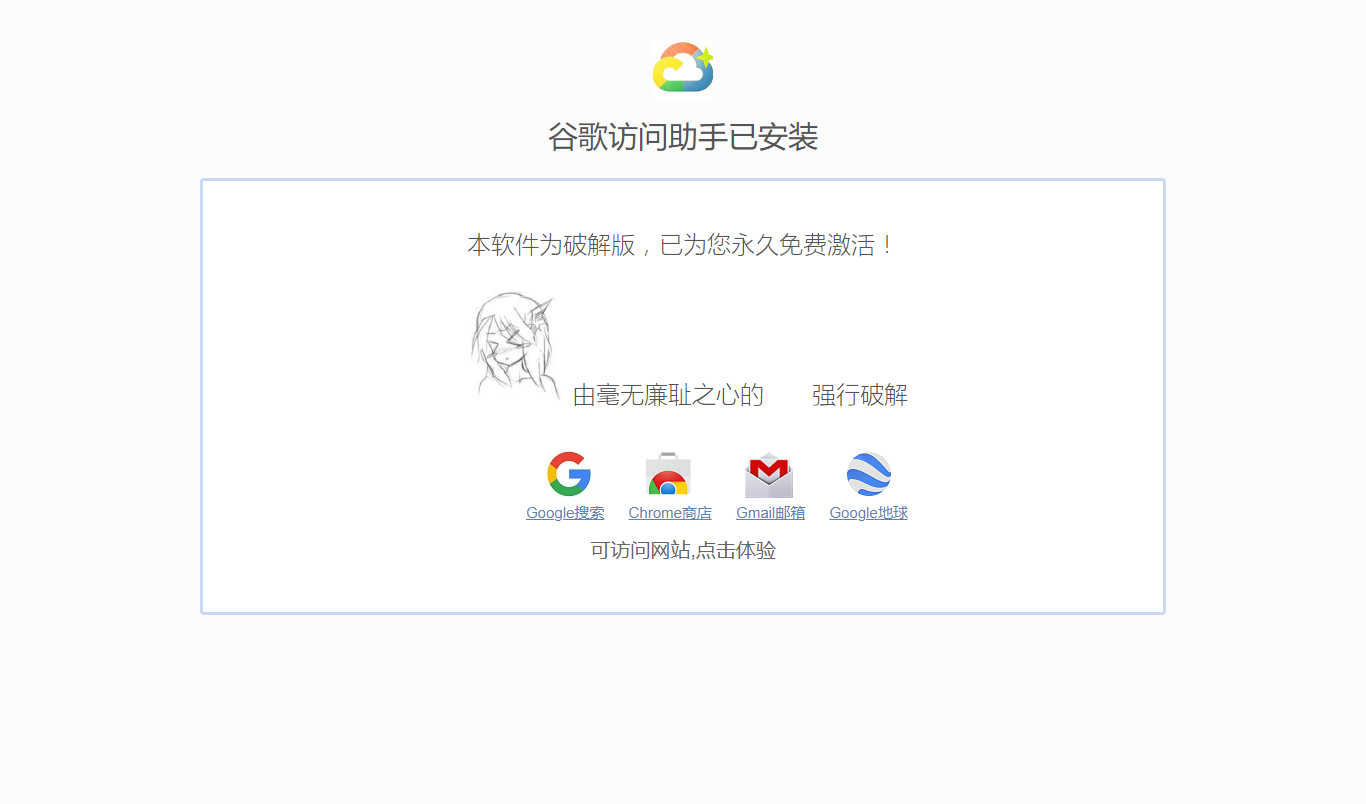 谷歌访问助手已安装
本软件为破解版，已为您永久免费激活！
由毫无廉耻之心的 强行破解
Google搜索 Chrome商店 Gmail邮箱 Google地球
可访问网站,点击体验